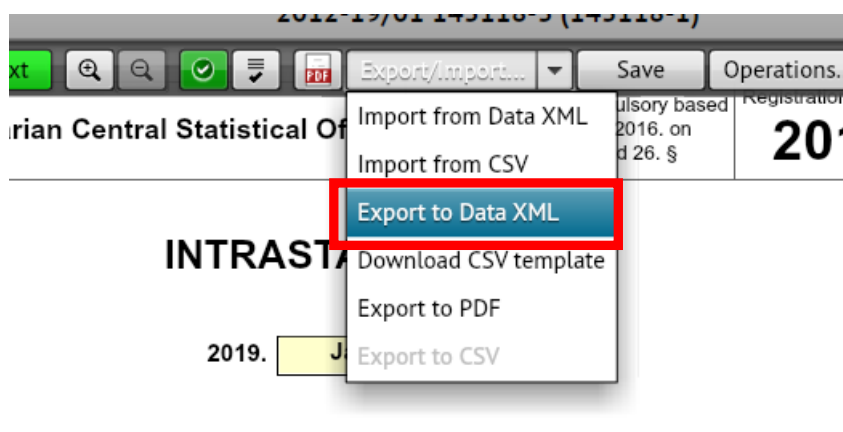 2012-19/01 145118-3 (145118-1)
xt PDF Export/Import... Save Operations.
rian Central Statistical Of
ulsory based
2016. on
d 26. §
Registration
201
Import from Data XML
Import from CSV
Export to Data XML
Download CSV template
Export to PDF
Export to CSV
INTRASTA
2019. Ja